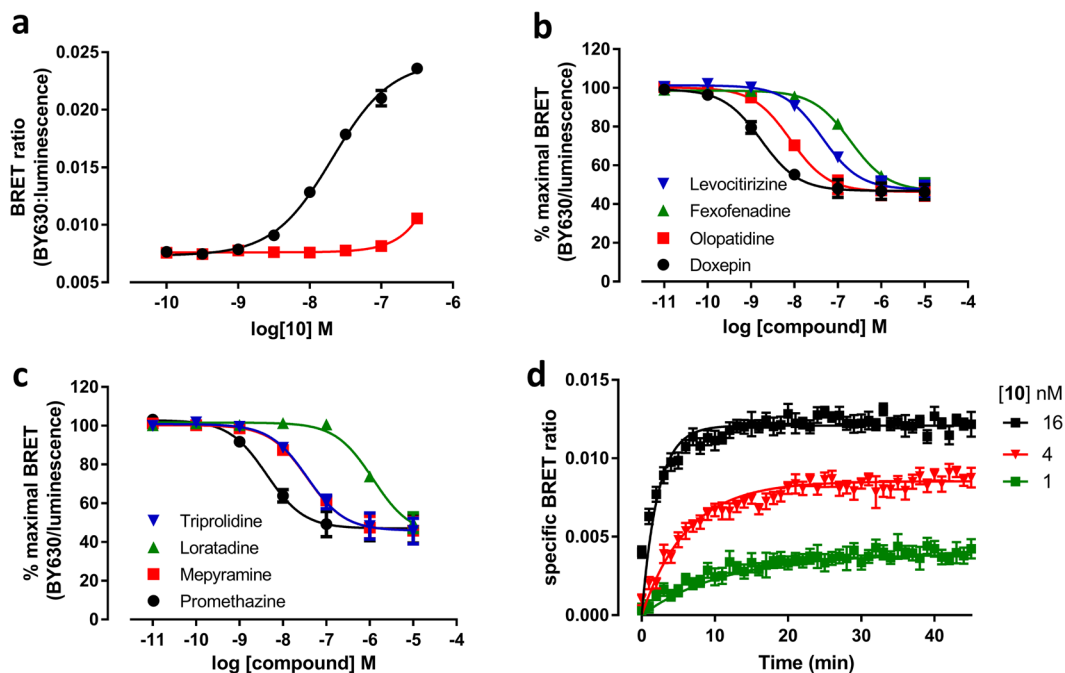 a
0.025
0.020
0.015
0.010
0.005
BRET ratio
(BY630:luminescence)
-10 -9 -8 -7 -6
log[10] M
b
120
100
80
60
40
20
0
% maximal BRET
(BY630/luminescence)
Levocitirizine
Fexofenadine
Olopatidine
Doxepin
-11 -10 -9 -8 -7 -6 -5 -4
log [compound] M
c
120
100
80
60
40
20
0
% maximal BRET
(BY630/luminescence)
Triprolidine
Loratadine
Mepyramine
Promethazine
-11 -10 -9 -8 -7 -6 -5 -4
log [compound] M
d
0.015
0.010
0.005
0.000
specific BRET ratio
0 10 20 30 40
Time (min)
[10] nM
16
4
1